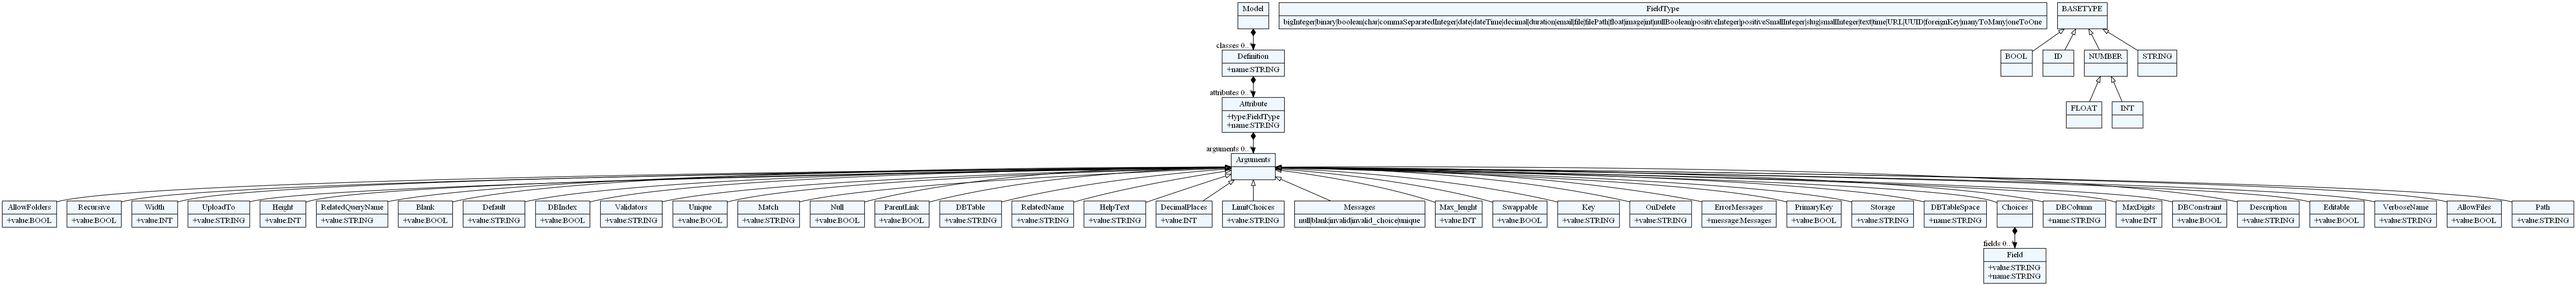 Model
FieldType
bigInteger|binary|boolean|char|commaSeparatedInteger|date|dateTime|decimal|duration|email|file|filePath|float|image|int|nullBoolean|positiveInteger|positiveSmallInteger|slug|smallInteger|text|time|URL|UUID|foreignKey|manyToMany|oneToOne
BASETYPE
classes 0..*
Definition
+name:STRING
BOOL
ID
NUMBER
STRING
attributes 0..*
Attribute
+type:FieldType
+name:STRING
FLOAT
INT
arguments 0..*
Arguments
AllowFolders
+value:BOOL
Recursive
+value:BOOL
Width
+value:INT
UploadTo
+value:STRING
Height
+value:INT
RelatedQueryName
+value:STRING
Blank
+value:BOOL
Default
+value:STRING
DBIndex
+value:BOOL
Validators
+value:STRING
Unique
+value:BOOL
Match
+value:STRING
Null
+value:BOOL
ParentLink
+value:BOOL
DBTable
+value:STRING
RelatedName
+value:STRING
HelpText
+value:STRING
DecimalPlaces
+value:INT
LimitChoices
+value:STRING
Messages
null|blank|invalid|invalid_choice|unique
Max_lenght
+value:INT
Swappable
+value:BOOL
Key
+value:STRING
OnDelete
+value:STRING
ErrorMessages
+message:Messages
PrimaryKey
+value:BOOL
Storage
+value:STRING
DBTableSpace
+name:STRING
Choices
DBColumn
+name:STRING
MaxDigits
+value:INT
DBConstraint
+value:BOOL
Description
+value:STRING
Editable
+value:BOOL
VerboseName
+value:STRING
AllowFiles
+value:BOOL
Path
+value:STRING
fields 0..*
Field
+value:STRING
+name:STRING